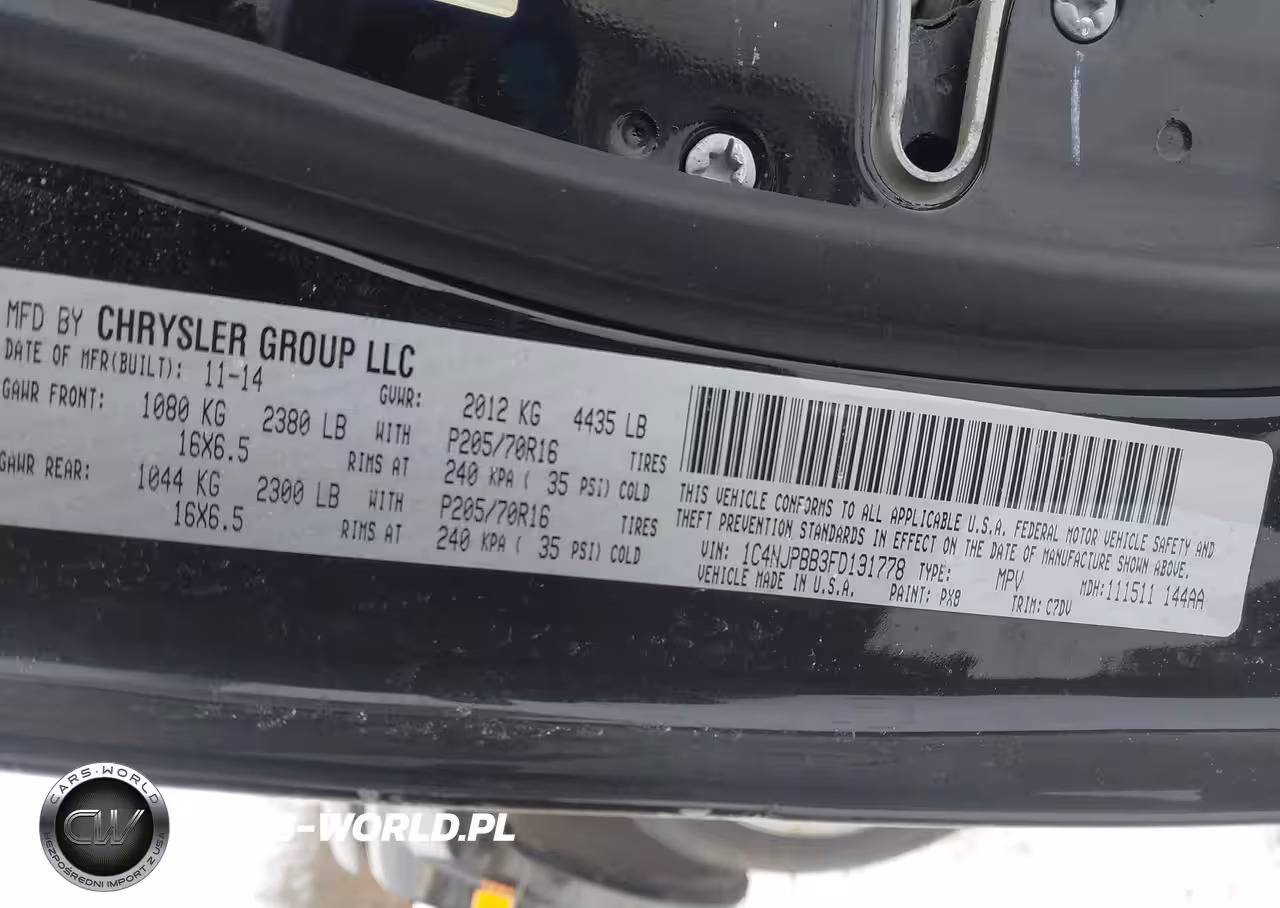 MFD BY CHRYSLER GROUP LLC
DATE OF MFR(BUILT): 11-14 GVWR: 2012 KG 4435 LB
GAWR FRONT: 1080 KG 2380 LB WITH P205/70R16 TIRES
16X6.5 RIMS AT 240 KPA ( 35 PSI) COLD
GAWR REAR: 1044 KG 2300 LB WITH P205/70R16 TIRES
16X6.5 RIMS AT 240 KPA ( 35 PSI) COLD
THIS VEHICLE CONFORMS TO ALL APPLICABLE U.S.A. FEDERAL MOTOR VEHICLE SAFETY AND
THEFT PREVENTION STANDARDS IN EFFECT ON THE DATE OF MANUFACTURE SHOWN ABOVE.
VIN: 1C4NJPBB3FD191778 TYPE: MPV MDH:111511 144AA
VEHICLE MADE IN U.S.A. PAINT: PX8 TRIM: C7DV
CARS-WORLD
CW
BEZPOŚREDNI IMPORT Z USA
S-WORLD.PL